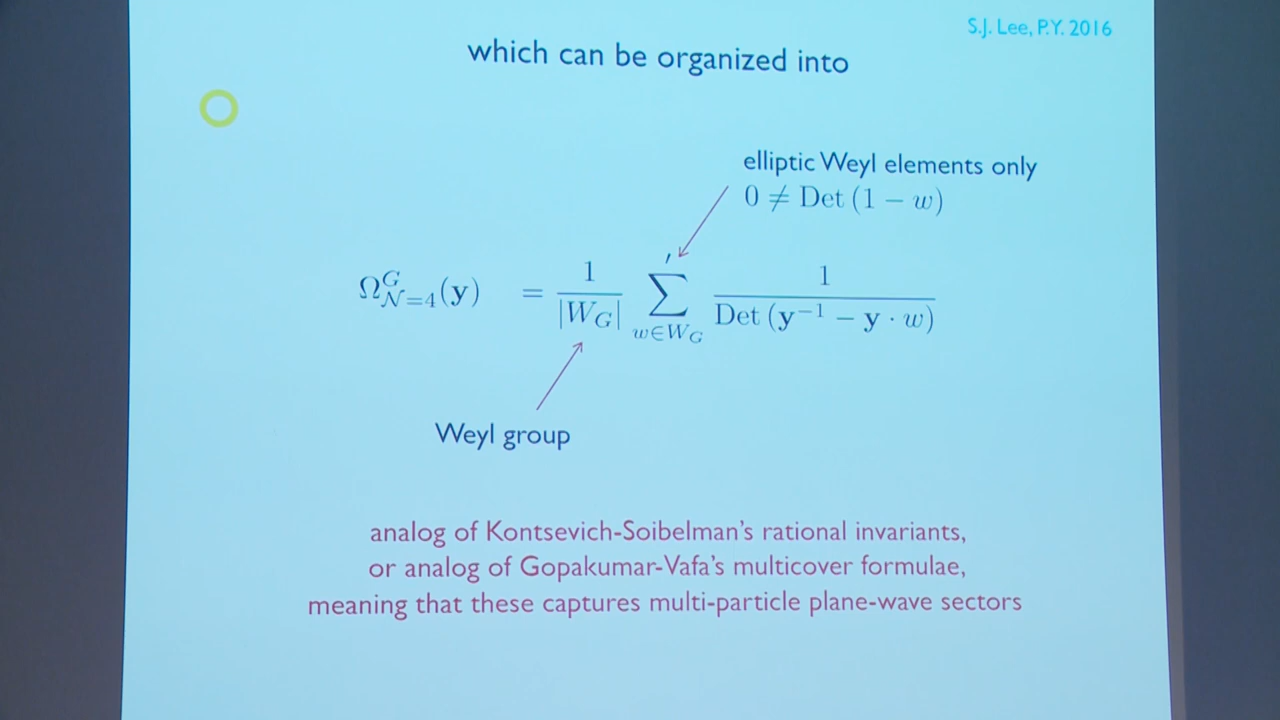 S.J. Lee, P.Y. 2016
which can be organized into
elliptic Weyl elements only
0 ≠ Det (1 − w)
Ω^G_{𝒩=4}(y) = 1/|W_G| ∑′_{w∈W_G} 1/Det (y^{−1} − y · w)
Weyl group
analog of Kontsevich-Soibelman's rational invariants,
or analog of Gopakumar-Vafa's multicover formulae,
meaning that these captures multi-particle plane-wave sectors